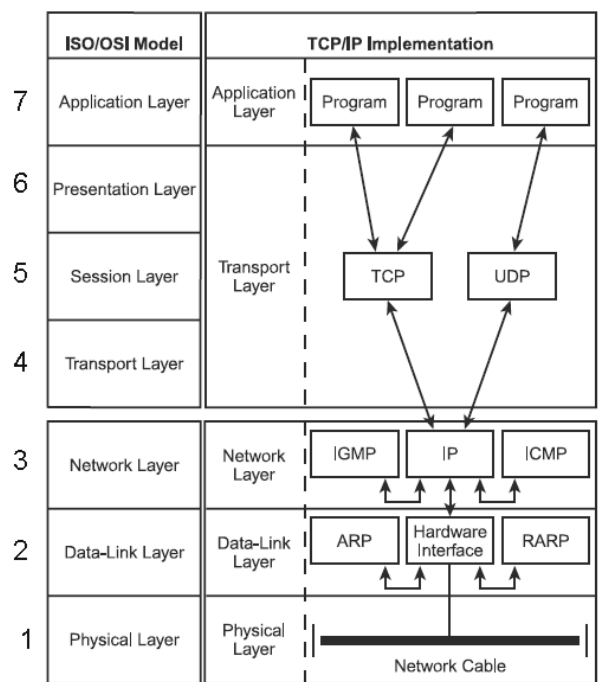 ISO/OSI Model
TCP/IP Implementation
7
Application Layer
Application
Layer
Program
Program
Program
6
Presentation Layer
5
Session Layer
Transport
Layer
TCP
UDP
4
Transport Layer
3
Network Layer
Network
Layer
IGMP
IP
ICMP
2
Data-Link Layer
Data-Link
Layer
ARP
Hardware
Interface
RARP
1
Physical Layer
Physical
Layer
Network Cable